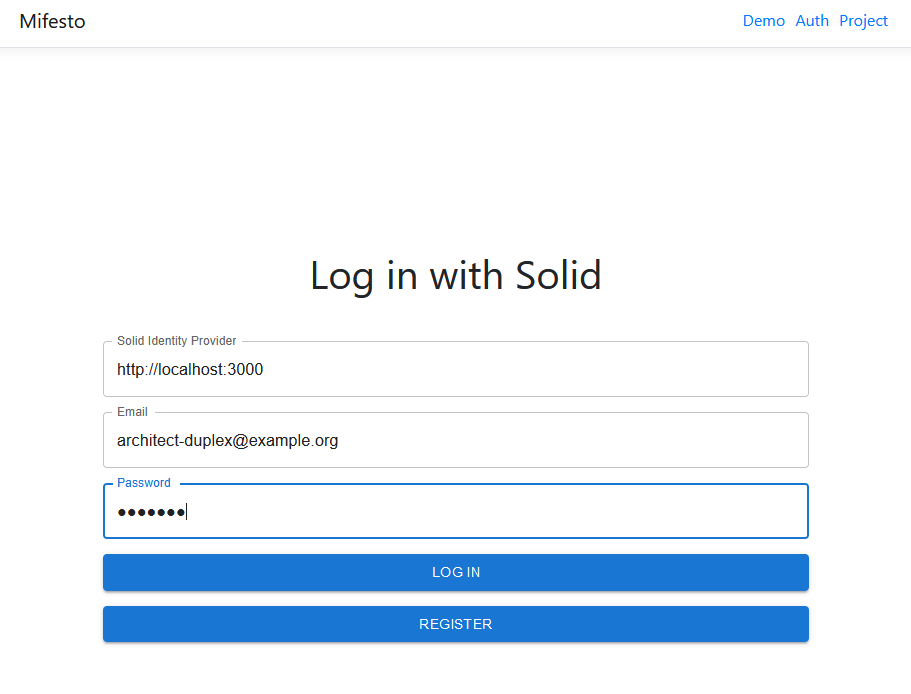 Mifesto
Demo Auth Project
Log in with Solid
Solid Identity Provider
http://localhost:3000
Email
architect-duplex@example.org
Password
●●●●●●●
LOG IN
REGISTER